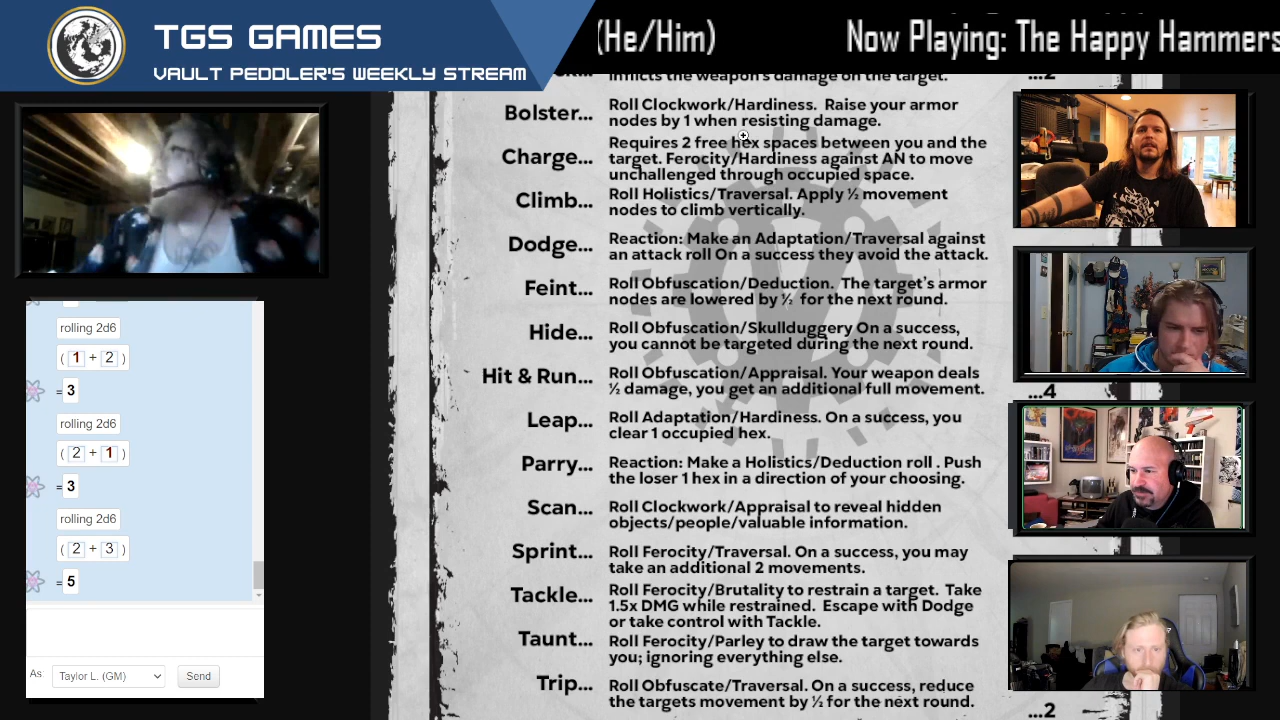 TGS GAMES
VAULT PEDDLER'S WEEKLY STREAM
(He/Him)
Now Playing: The Happy Hammers
inflicts the weapon's damage on the target.
...2
Bolster...
Roll Clockwork/Hardiness. Raise your armor
nodes by 1 when resisting damage.
Charge...
Requires 2 free hex spaces between you and the
target. Ferocity/Hardiness against AN to move
unchallenged through occupied space.
Climb...
Roll Holistics/Traversal. Apply ½ movement
nodes to climb vertically.
Dodge...
Reaction: Make an Adaptation/Traversal against
an attack roll On a success they avoid the attack.
Feint...
Roll Obfuscation/Deduction. The target's armor
nodes are lowered by ½ for the next round.
Hide...
Roll Obfuscation/Skullduggery On a success,
you cannot be targeted during the next round.
Hit & Run...
Roll Obfuscation/Appraisal. Your weapon deals
½ damage, you get an additional full movement.
...4
Leap...
Roll Adaptation/Hardiness. On a success, you
clear 1 occupied hex.
Parry...
Reaction: Make a Holistics/Deduction roll . Push
the loser 1 hex in a direction of your choosing.
Scan...
Roll Clockwork/Appraisal to reveal hidden
objects/people/valuable information.
Sprint...
Roll Ferocity/Traversal. On a success, you may
take an additional 2 movements.
Tackle...
Roll Ferocity/Brutality to restrain a target. Take
1.5x DMG while restrained. Escape with Dodge
or take control with Tackle.
Taunt...
Roll Ferocity/Parley to draw the target towards
you; ignoring everything else.
Trip...
Roll Obfuscate/Traversal. On a success, reduce
the targets movement by ½ for the next round.
...2
rolling 2d6
(1+2)
=3
rolling 2d6
(2+1)
=3
rolling 2d6
(2+3)
=5
As:
Taylor L. (GM)
Send